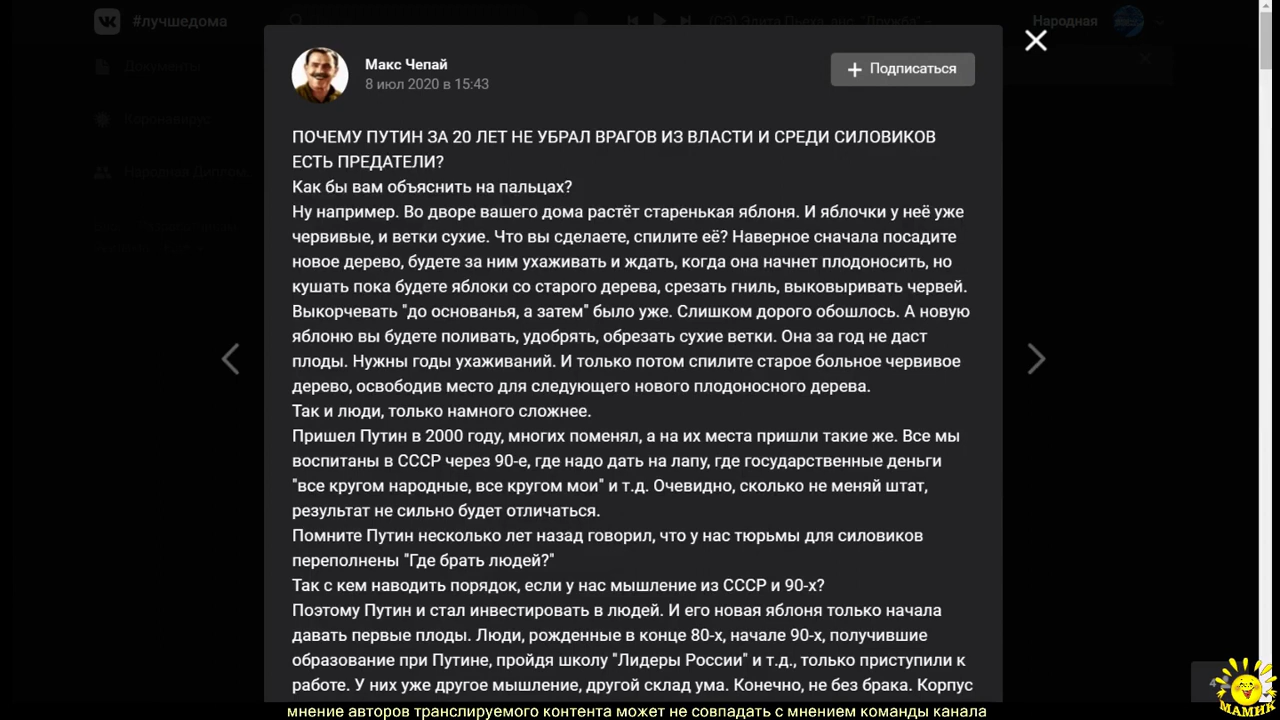 #лучшедома
(СЭ) Элита Пьеха, анс. "Дружба" –
Народная
Документы
Коронавирус
Народная Диплом
Макс Чепай
8 июл 2020 в 15:43
Подписаться
ПОЧЕМУ ПУТИН ЗА 20 ЛЕТ НЕ УБРАЛ ВРАГОВ ИЗ ВЛАСТИ И СРЕДИ СИЛОВИКОВ
ЕСТЬ ПРЕДАТЕЛИ?
Как бы вам объяснить на пальцах?
Ну например. Во дворе вашего дома растёт старенькая яблоня. И яблочки у неё уже
червивые, и ветки сухие. Что вы сделаете, спилите её? Наверное сначала посадите
новое дерево, будете за ним ухаживать и ждать, когда она начнет плодоносить, но
кушать пока будете яблоки со старого дерева, срезать гниль, выковыривать червей.
Выкорчевать "до основанья, а затем" было уже. Слишком дорого обошлось. А новую
яблоню вы будете поливать, удобрять, обрезать сухие ветки. Она за год не даст
плоды. Нужны годы ухаживаний. И только потом спилите старое больное червивое
дерево, освободив место для следующего нового плодоносного дерева.
Так и люди, только намного сложнее.
Пришел Путин в 2000 году, многих поменял, а на их места пришли такие же. Все мы
воспитаны в СССР через 90-е, где надо дать на лапу, где государственные деньги
"все кругом народные, все кругом мои" и т.д. Очевидно, сколько не меняй штат,
результат не сильно будет отличаться.
Помните Путин несколько лет назад говорил, что у нас тюрьмы для силовиков
переполнены "Где брать людей?"
Так с кем наводить порядок, если у нас мышление из СССР и 90-х?
Поэтому Путин и стал инвестировать в людей. И его новая яблоня только начала
давать первые плоды. Люди, рожденные в конце 80-х, начале 90-х, получившие
образование при Путине, пройдя школу "Лидеры России" и т.д., только приступили к
работе. У них уже другое мышление, другой склад ума. Конечно, не без брака. Корпус
МАМИК
мнение авторов транслируемого контента может не совпадать с мнением команды канала